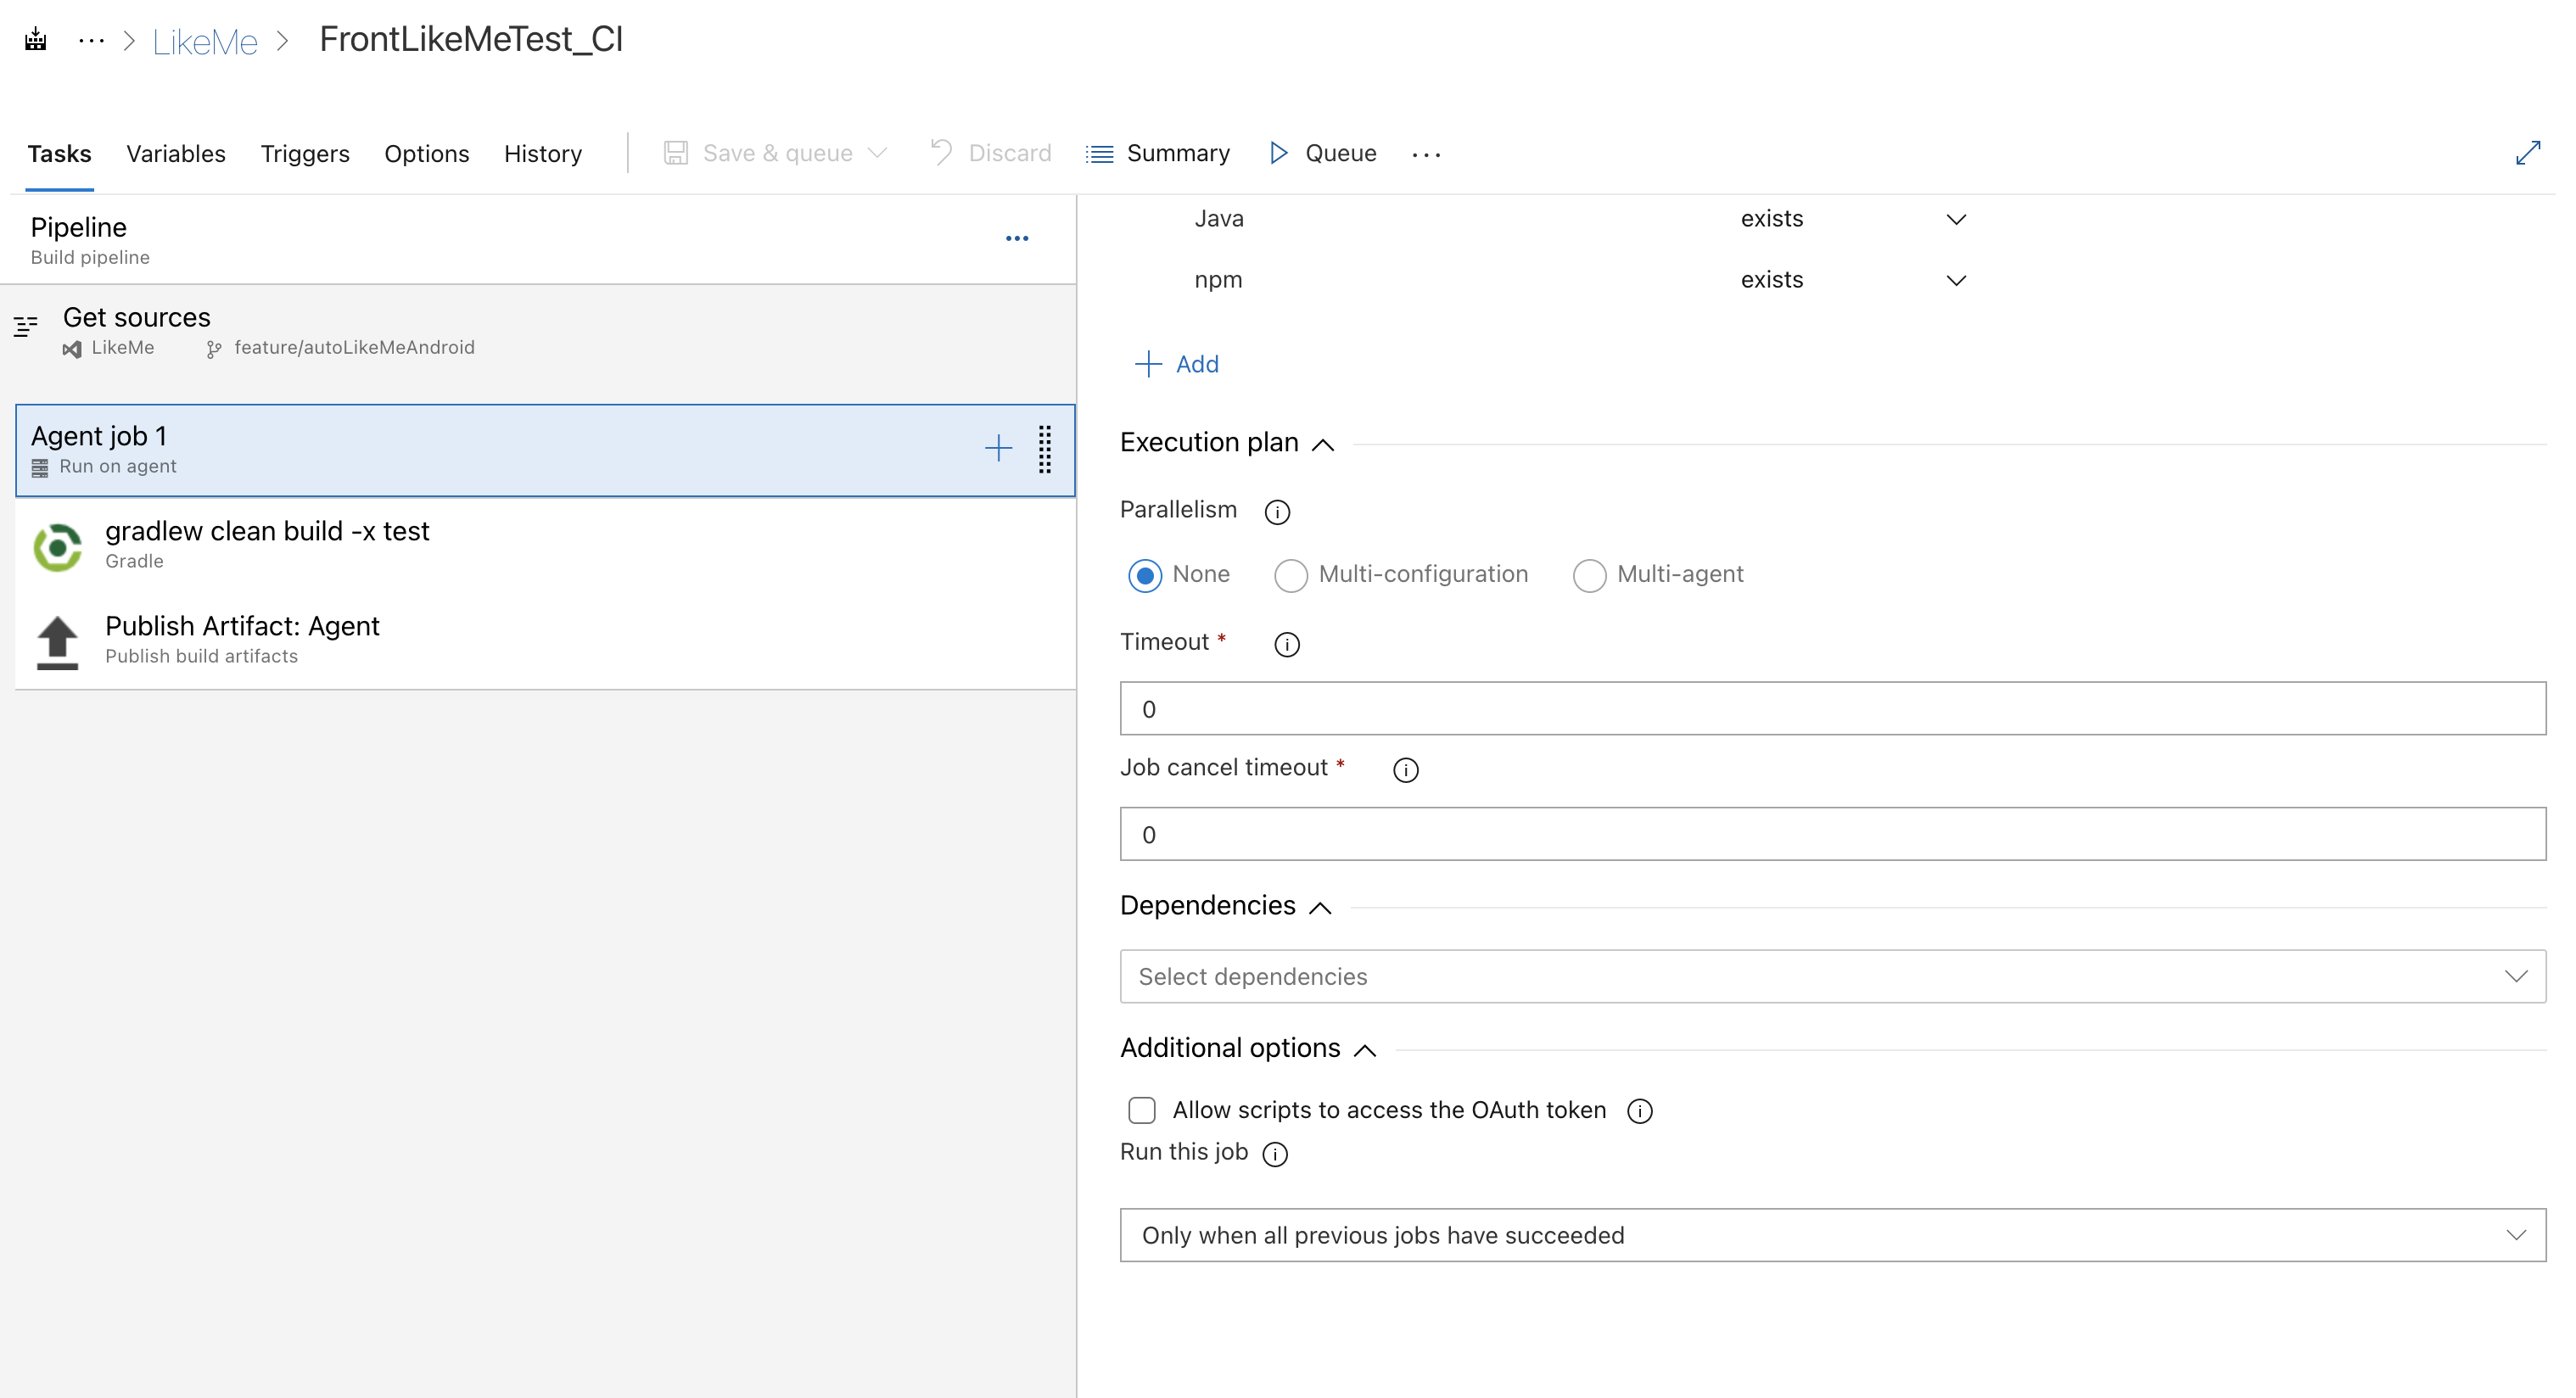 ... > LikeMe > FrontLikeMeTest_CI
Tasks Variables Triggers Options History Save & queue Discard Summary Queue ...
Pipeline
Build pipeline
Get sources
LikeMe feature/autoLikeMeAndroid
Agent job 1
Run on agent
gradlew clean build -x test
Gradle
Publish Artifact: Agent
Publish build artifacts
Java exists
npm exists
Add
Execution plan
Parallelism
None Multi-configuration Multi-agent
Timeout *
0
Job cancel timeout *
0
Dependencies
Select dependencies
Additional options
Allow scripts to access the OAuth token
Run this job
Only when all previous jobs have succeeded